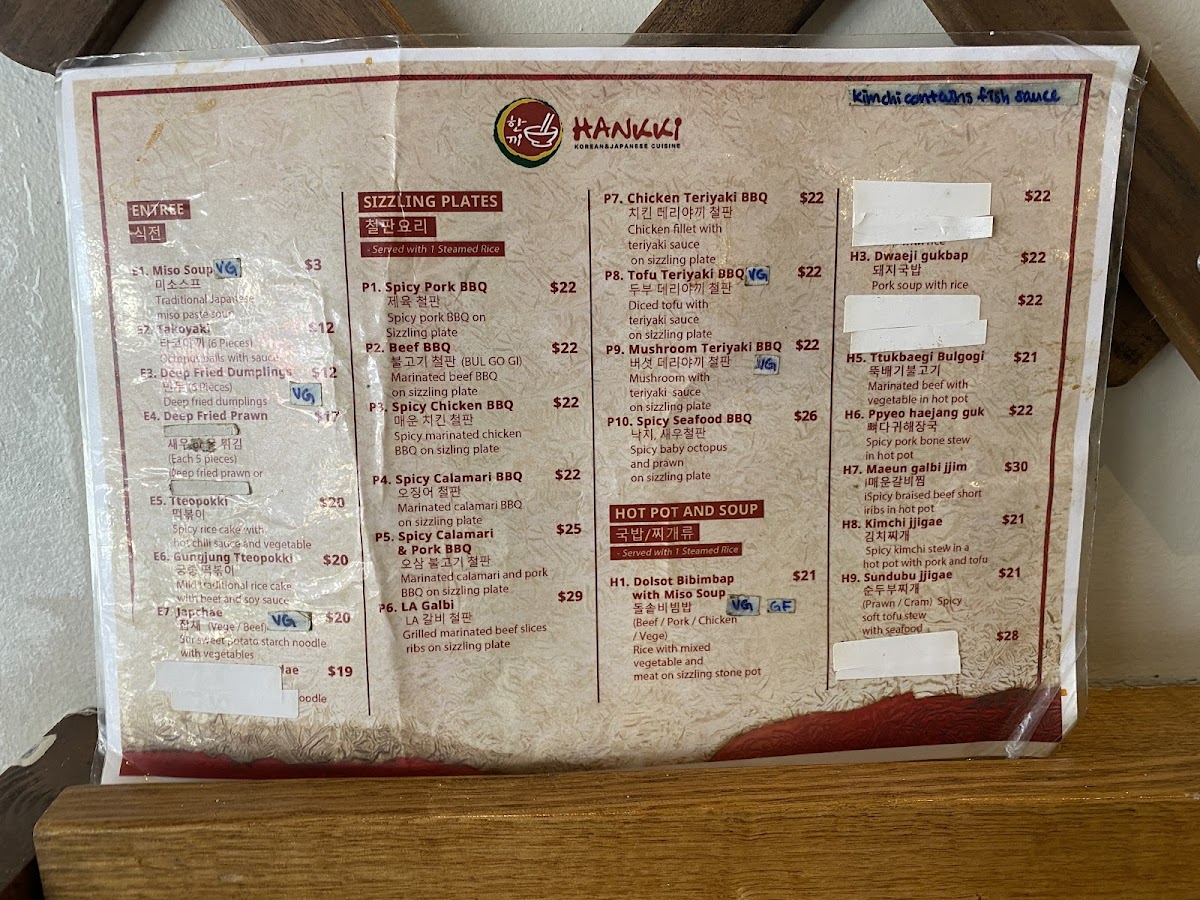 Kimchi contains fish sauce
한끼
HANKKI
KOREAN&JAPANESE CUISINE
ENTREE
식전
E1. Miso Soup VG $3
미소스프
Traditional Japanese
miso paste soup
E2. Takoyaki $12
타코야끼 (6 Pieces)
Octopus balls with sauce
E3. Deep Fried Dumplings $12
만두 (6 Pieces)
Deep fried dumplings VG
E4. Deep Fried Prawn $17
새우 튀김
(Each 5 pieces)
Deep fried prawn or
E5. Tteopokki $20
떡볶이
Spicy rice cake with
hot chili sauce and vegetable
E6. Gungjung Tteopokki $20
궁중 떡볶이
Mild traditional rice cake
with beef and soy sauce
E7. Japchae $20
잡채 (Vege / Beef) VG
Stir sweet potato starch noodle
with vegetables
dae $19
oodle
SIZZLING PLATES
철판요리
- Served with 1 Steamed Rice
P1. Spicy Pork BBQ $22
제육 철판
Spicy pork BBQ on
Sizzling plate
P2. Beef BBQ $22
불고기 철판 (BUL GO GI)
Marinated beef BBQ
on sizzling plate
P3. Spicy Chicken BBQ $22
매운 치킨 철판
Spicy marinated chicken
BBQ on sizling plate
P4. Spicy Calamari BBQ $22
오징어 철판
Marinated calamari BBQ
on sizzling plate
P5. Spicy Calamari $25
& Pork BBQ
오삼 불고기 철판
Marinated calamari and pork
BBQ on sizzling plate
P6. LA Galbi $29
LA 갈비 철판
Grilled marinated beef slices
ribs on sizzling plate
P7. Chicken Teriyaki BBQ $22
치킨 데리야끼 철판
Chicken fillet with
teriyaki sauce
on sizzling plate
P8. Tofu Teriyaki BBQ VG $22
두부 데리야끼 철판
Diced tofu with
teriyaki sauce
on sizzling plate
P9. Mushroom Teriyaki BBQ $22
버섯 데리야끼 철판 VG
Mushroom with
teriyaki sauce
on sizzling plate
P10. Spicy Seafood BBQ $26
낙지, 새우철판
Spicy baby octopus
and prawn
on sizzling plate
HOT POT AND SOUP
국밥/찌개류
- Served with 1 Steamed Rice
H1. Dolsot Bibimbap $21
with Miso Soup
돌솥비빔밥 VG GF
(Beef / Pork / Chicken
/ Vege)
Rice with mixed
vegetable and
meat on sizzling stone pot
$22
H3. Dwaeji gukbap $22
돼지국밥
Pork soup with rice
$22
H5. Ttukbaegi Bulgogi $21
뚝배기불고기
Marinated beef with
vegetable in hot pot
H6. Ppyeo haejang guk $22
뼈다귀해장국
Spicy pork bone stew
in hot pot
H7. Maeun galbi jjim $30
매운갈비찜
iSpicy braised beef short
iribs in hot pot
H8. Kimchi jjigae $21
김치찌개
Spicy kimchi stew in a
hot pot with pork and tofu
H9. Sundubu jjigae $21
순두부찌개
(Prawn / Cram) Spicy
soft tofu stew
with seafood
$28